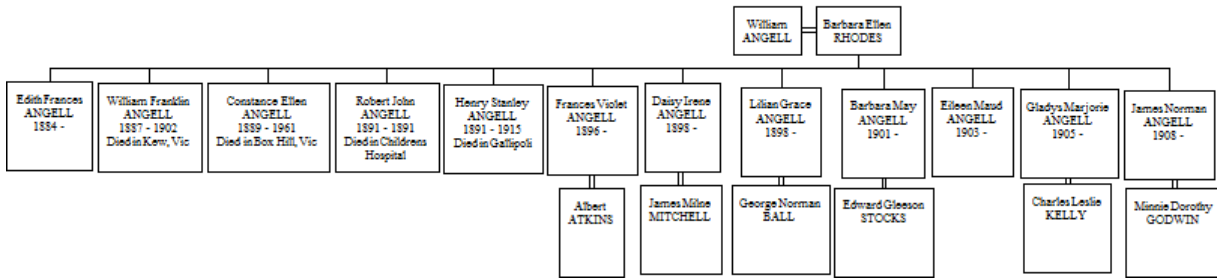 William
ANGELL
Barbara Ellen
RHODES
Edith Frances
ANGELL
1884 -
William Franklin
ANGELL
1887 - 1902
Died in Kew, Vic
Constance Ellen
ANGELL
1889 - 1961
Died in Box Hill, Vic
Robert John
ANGELL
1891 - 1891
Died in Childrens
Hospital
Henry Stanley
ANGELL
1891 - 1915
Died in Gallipoli
Frances Violet
ANGELL
1896 -
Daisy Irene
ANGELL
1898 -
Lilian Grace
ANGELL
1898 -
Barbara May
ANGELL
1901 -
Eileen Maud
ANGELL
1903 -
Gladys Marjorie
ANGELL
1905 -
James Norman
ANGELL
1908 -
Albert
ATKINS
James Milne
MITCHELL
George Norman
BALL
Edward Gleeson
STOCKS
Charles Leslie
KELLY
Minnie Dorothy
GODWIN